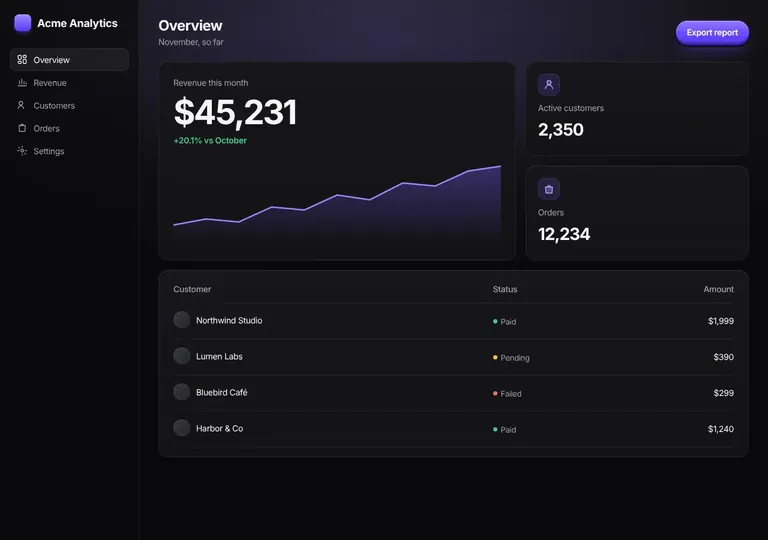 Acme Analytics
Overview
Revenue
Customers
Orders
Settings
Overview
November, so far
Export report
Revenue this month
$45,231
+20.1% vs October
Active customers
2,350
Orders
12,234
Customer Status Amount
Northwind Studio Paid $1,999
Lumen Labs Pending $390
Bluebird Café Failed $299
Harbor & Co Paid $1,240